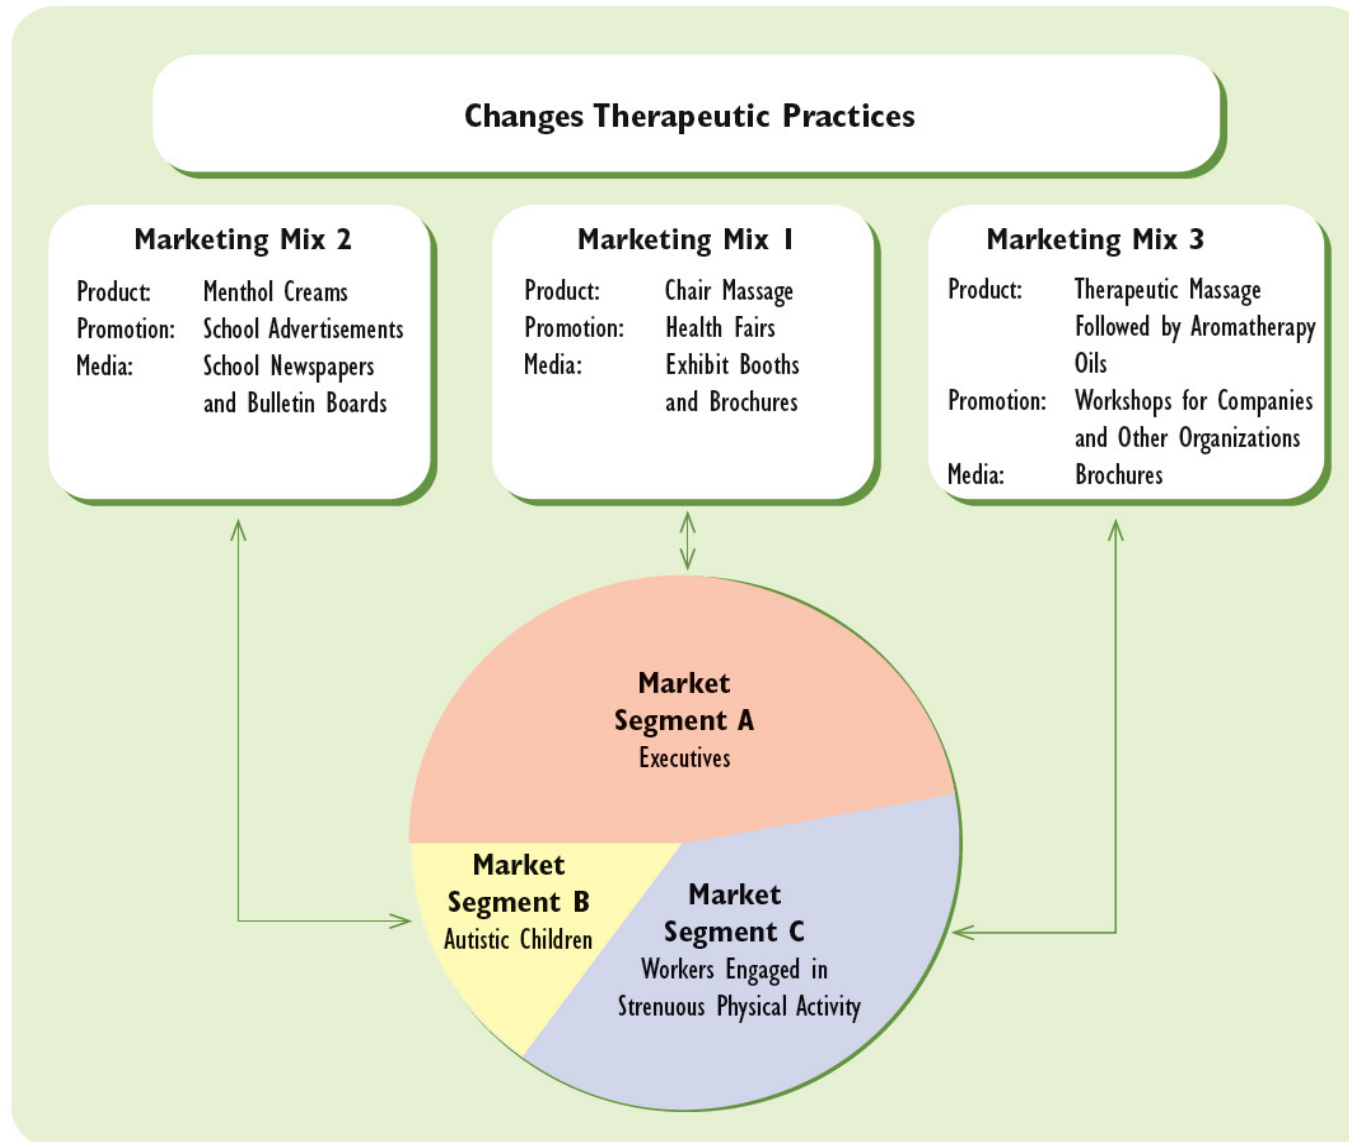 Changes Therapeutic Practices
Marketing Mix 2
Product: Menthol Creams
Promotion: School Advertisements
Media: School Newspapers
and Bulletin Boards
Marketing Mix 1
Product: Chair Massage
Promotion: Health Fairs
Media: Exhibit Booths
and Brochures
Marketing Mix 3
Product: Therapeutic Massage
Followed by Aromatherapy
Oils
Promotion: Workshops for Companies
and Other Organizations
Media: Brochures
Market
Segment A
Executives
Market
Segment B
Autistic Children
Market
Segment C
Workers Engaged in
Strenuous Physical Activity